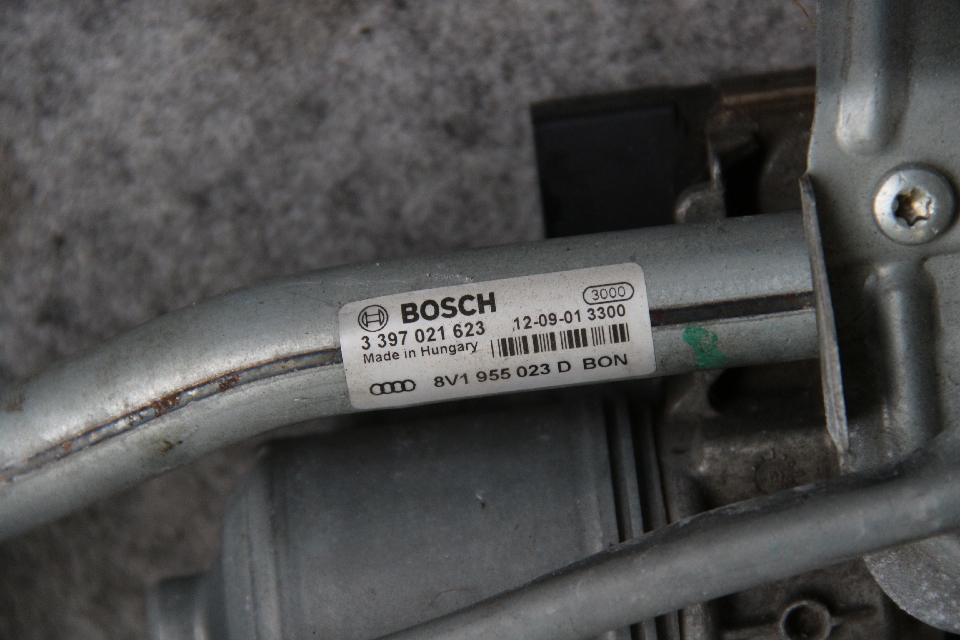 BOSCH 3000
3 397 021 623 12-09-01 3300
Made in Hungary
8V1 955 023 D BON